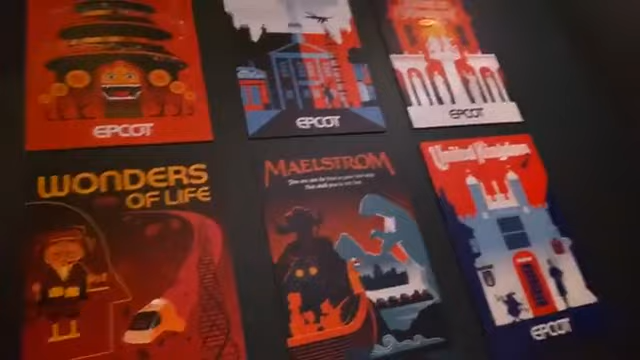 EPCOT
EPCOT
EPCOT
WONDERS
OF LIFE
MAELSTROM
United Kingdom
EPCOT